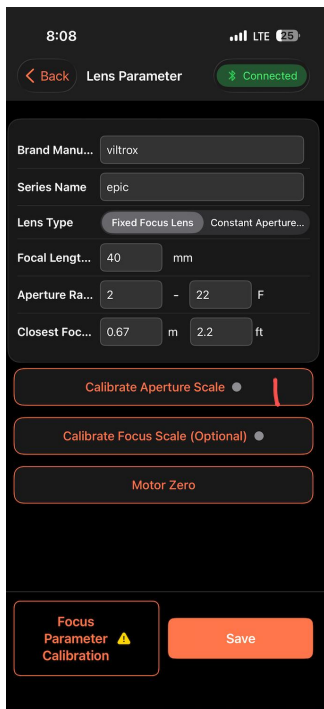 8:08 LTE 25
Back Lens Parameter Connected
Brand Manu... viltrox
Series Name epic
Lens Type Fixed Focus Lens Constant Aperture...
Focal Lengt... 40 mm
Aperture Ra... 2 - 22 F
Closest Foc... 0.67 m 2.2 ft
Calibrate Aperture Scale
Calibrate Focus Scale (Optional)
Motor Zero
Focus
Parameter
Calibration
Save